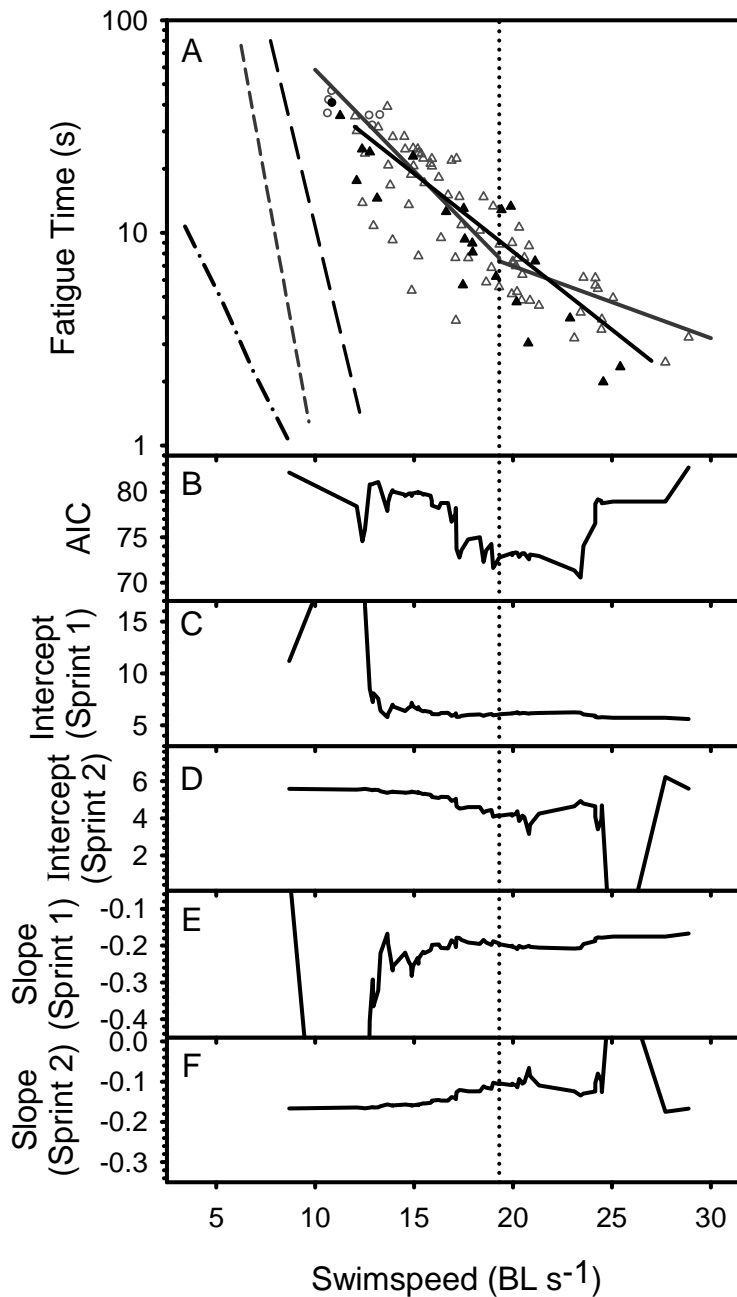 100
A
10
1
Fatigue Time (s)
B
80
75
70
AIC
C
15
10
5
Intercept
(Sprint 1)
D
6
4
2
Intercept
(Sprint 2)
E
-0.1
-0.2
-0.3
-0.4
Slope
(Sprint 1)
F
0.0
-0.1
-0.2
-0.3
Slope
(Sprint 2)
5 10 15 20 25 30
Swimspeed (BL s-1)